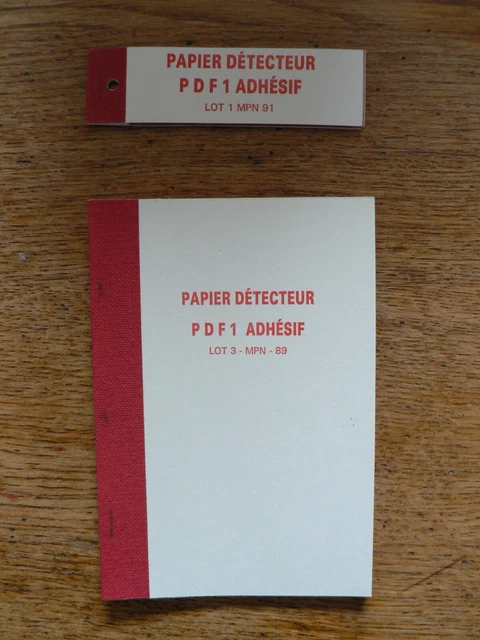 PAPIER DÉTECTEUR
P D F 1 ADHÉSIF
LOT 1 MPN 91
PAPIER DÉTECTEUR
P D F 1 ADHÉSIF
LOT 3 - MPN - 89